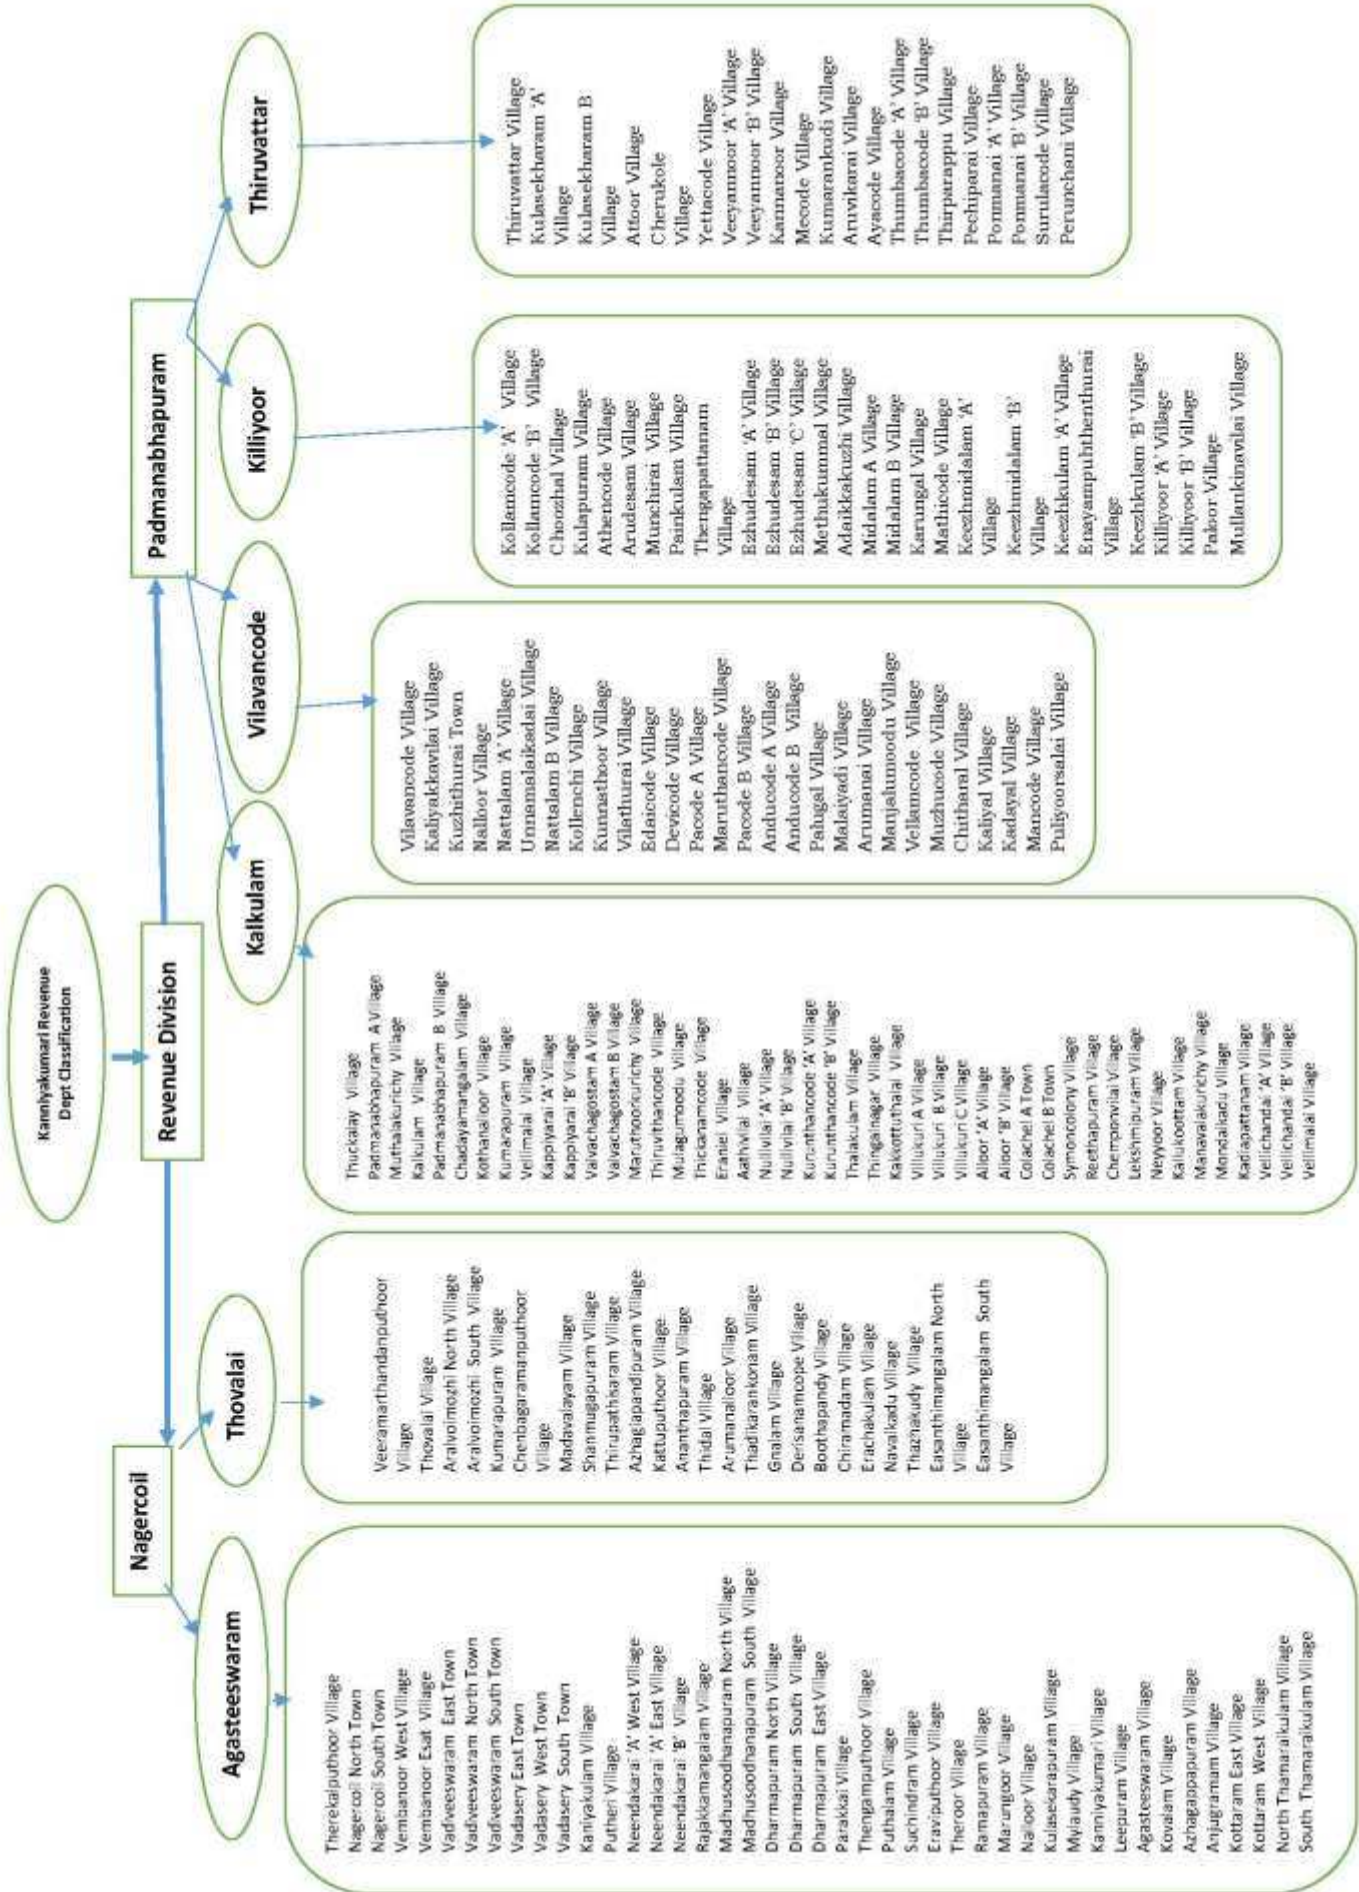 Kanniyakumari Revenue
Dept Classification
Revenue Division
Nagercoil
Padmanabhapuram
Agasteeswaram
Thovalai
Kalkulam
Vilavancode
Killiyoor
Thiruvattar
Therekalputhoor Village
Nagercoil North Town
Nagercoil South Town
Vembanoor West Village
Vembanoor Esat Village
Vadiveeswaram East Town
Vadiveeswaram North Town
Vadiveeswaram South Town
Vadasery East Town
Vadasery West Town
Vadasery South Town
Kaniyakulam Village
Putheri Village
Neendakarai 'A' West Village
Neendakarai 'A' East Village
Neendakarai 'B' Village
Rajakkamangalam Village
Madhusoodhanapuram North Village
Madhusoodhanapuram South Village
Dharmapuram North Village
Dharmapuram South Village
Dharmapuram East Village
Parakkai Village
Thengamputhoor Village
Puthalam Village
Suchindram Village
Eraviputhoor Village
Theroor Village
Ramapuram Village
Marungoor Village
Nalloor Village
Kulasekarapuram Village
Mylaudy Village
Kanniyakumari Village
Leepuram Village
Agasteeswaram Village
Kovalam Village
Azhagappapuram Village
Anjugramam Village
Kottaram East Village
Kottaram West Village
North Thamaraikulam Village
South Thamaraikulam Village
Veeramarthandanputhoor
Village
Thovalai Village
Aralvoimozhi North Village
Aralvoimozhi South Village
Kumarapuram Village
Chenbagaramanputhoor
Village
Madavalayam Village
Shanmugapuram Village
Thirupathisaram Village
Azhagiapandipuram Village
Kattuputhoor Village
Ananthapuram Village
Thidal Village
Arumanalloor Village
Thadikarankonam Village
Gnalam Village
Derisanamcope Village
Boothapandy Village
Chiramadam Village
Erachakulam Village
Navalkadu Village
Thazhakudy Village
Easanthimangalam North
Village
Easanthimangalam South
Village
Thuckalay Village
Padmanabhapuram A Village
Muthalakurichy Village
Kalkulam Village
Padmanabhapuram B Village
Chadayamangalam Village
Kothanalloor Village
Kumarapuram Village
Velimalai Village
Kappiyarai 'A' Village
Kappiyarai 'B' Village
Valvachagostam A Village
Valvachagostam B Village
Maruthoorkurichy Village
Thiruvithancode Village
Mulagumoodu Village
Thickanamcode Village
Eraniel Village
Aathivilai Village
Nullivilai 'A' Village
Nullivilai 'B' Village
Kurunthancode 'A' Village
Kurunthancode 'B' Village
Thalakulam Village
Thingalnagar Village
Kakkottuthalai Village
Villukuri A Village
Villukuri B Village
Villukuri C Village
Alloor 'A' Village
Alloor 'B' Village
Colachel A Town
Colachel B Town
Symoncolony Village
Reethapuram Village
Chemponvilai Village
Lekshmipuram Village
Neyyoor Village
Kallukoottam Village
Manavalakurichy Village
Mondaikadu Village
Kadiapattanam Village
Vellichandai 'A' Village
Vellichandai 'B' Village
Vellimalai Village
Vilavancode Village
Kaliyakkavilai Village
Kuzhithurai Town
Nalloor Village
Nattalam 'A' Village
Unnamalaikadai Village
Nattalam B Village
Kollenchi Village
Kunnathoor Village
Vilathurai Village
Edaicode Village
Devicode Village
Pacode A Village
Maruthancode Village
Pacode B Village
Anducode A Village
Anducode B Village
Palugal Village
Malaiyadi Village
Arumanai Village
Manjalumoodu Village
Vellamcode Village
Muzhucode Village
Chitharal Village
Kaliyal Village
Kadayal Village
Mancode Village
Puliyoorsalai Village
Kollamcode 'A' Village
Kollamcode 'B' Village
Choozhal Village
Kulapuram Village
Athencode Village
Arudesam Village
Munchirai Village
Painkulam Village
Thengapattanam
Village
Ezhudesam 'A' Village
Ezhudesam 'B' Village
Ezhudesam 'C' Village
Methukummal Village
Adaikkakuzhi Village
Midalam A Village
Midalam B Village
Karungal Village
Mathicode Village
Keezhmidalam 'A'
Village
Keezhmidalam 'B'
Village
Keezhkulam 'A' Village
Enayamputhenthurai
Village
Keezhkulam 'B' Village
Killiyoor 'A' Village
Killiyoor 'B' Village
Paloor Village
Mullankinavilai Village
Thiruvattar Village
Kulasekharam 'A'
Village
Kulasekharam B
Village
Attoor Village
Cherukole
Village
Yettacode Village
Veeyannoor 'A' Village
Veeyannoor 'B' Village
Kannanoor Village
Mecode Village
Kumarankudi Village
Aruvikarai Village
Ayacode Village
Thumbacode 'A' Village
Thumbacode 'B' Village
Thirparappu Village
Pechiparai Village
Ponmanai 'A' Village
Ponmanai 'B' Village
Surulacode Village
Perunchani Village